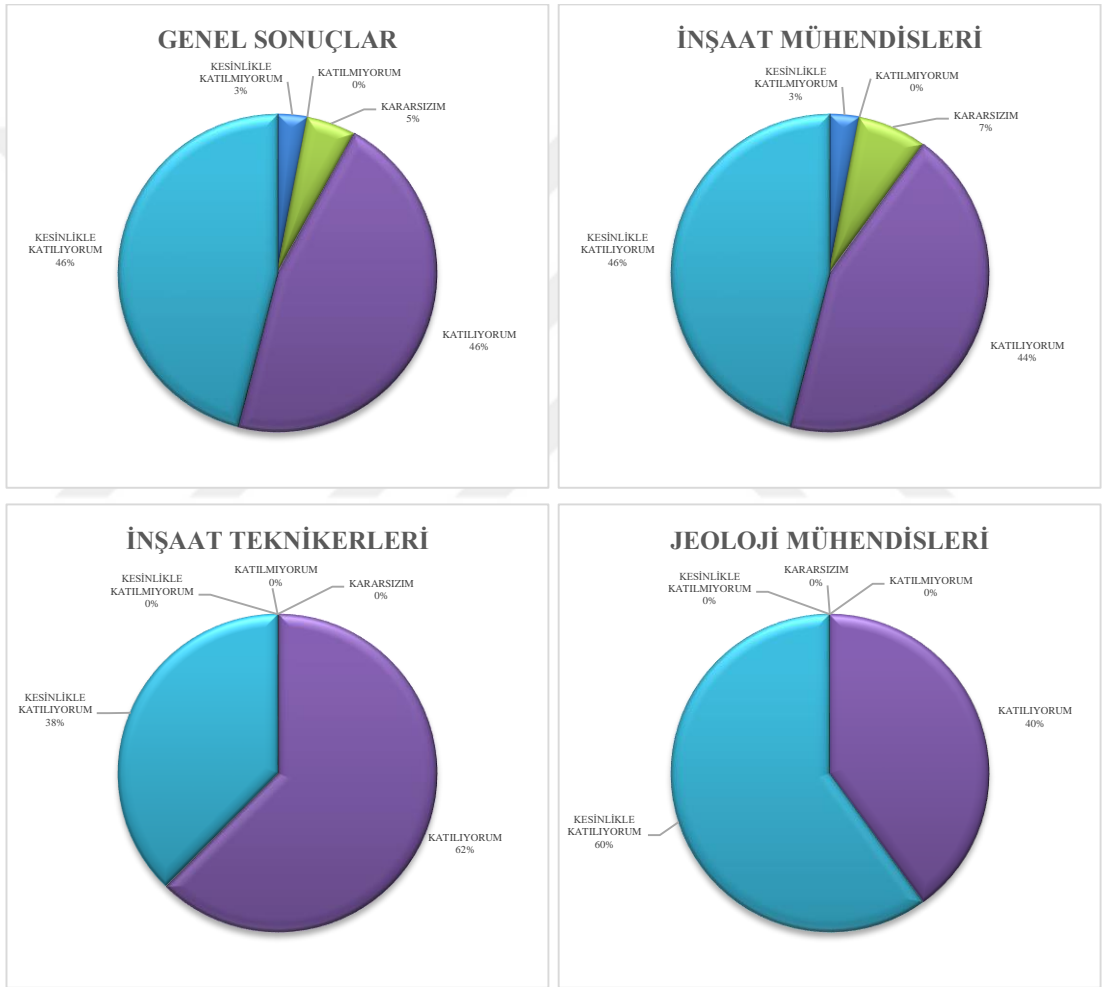 GENEL SONUÇLAR
KESİNLİKLE
KATILMIYORUM
3%
KATILMIYORUM
0%
KARARSIZIM
5%
KATILIYORUM
46%
KESİNLİKLE
KATILIYORUM
46%
İNŞAAT MÜHENDİSLERİ
KESİNLİKLE
KATILMIYORUM
3%
KATILMIYORUM
0%
KARARSIZIM
7%
KATILIYORUM
44%
KESİNLİKLE
KATILIYORUM
46%
İNŞAAT TEKNİKERLERİ
KESİNLİKLE
KATILMIYORUM
0%
KATILMIYORUM
0%
KARARSIZIM
0%
KATILIYORUM
62%
KESİNLİKLE
KATILIYORUM
38%
JEOLOJİ MÜHENDİSLERİ
KESİNLİKLE
KATILMIYORUM
0%
KARARSIZIM
0%
KATILMIYORUM
0%
KATILIYORUM
40%
KESİNLİKLE
KATILIYORUM
60%